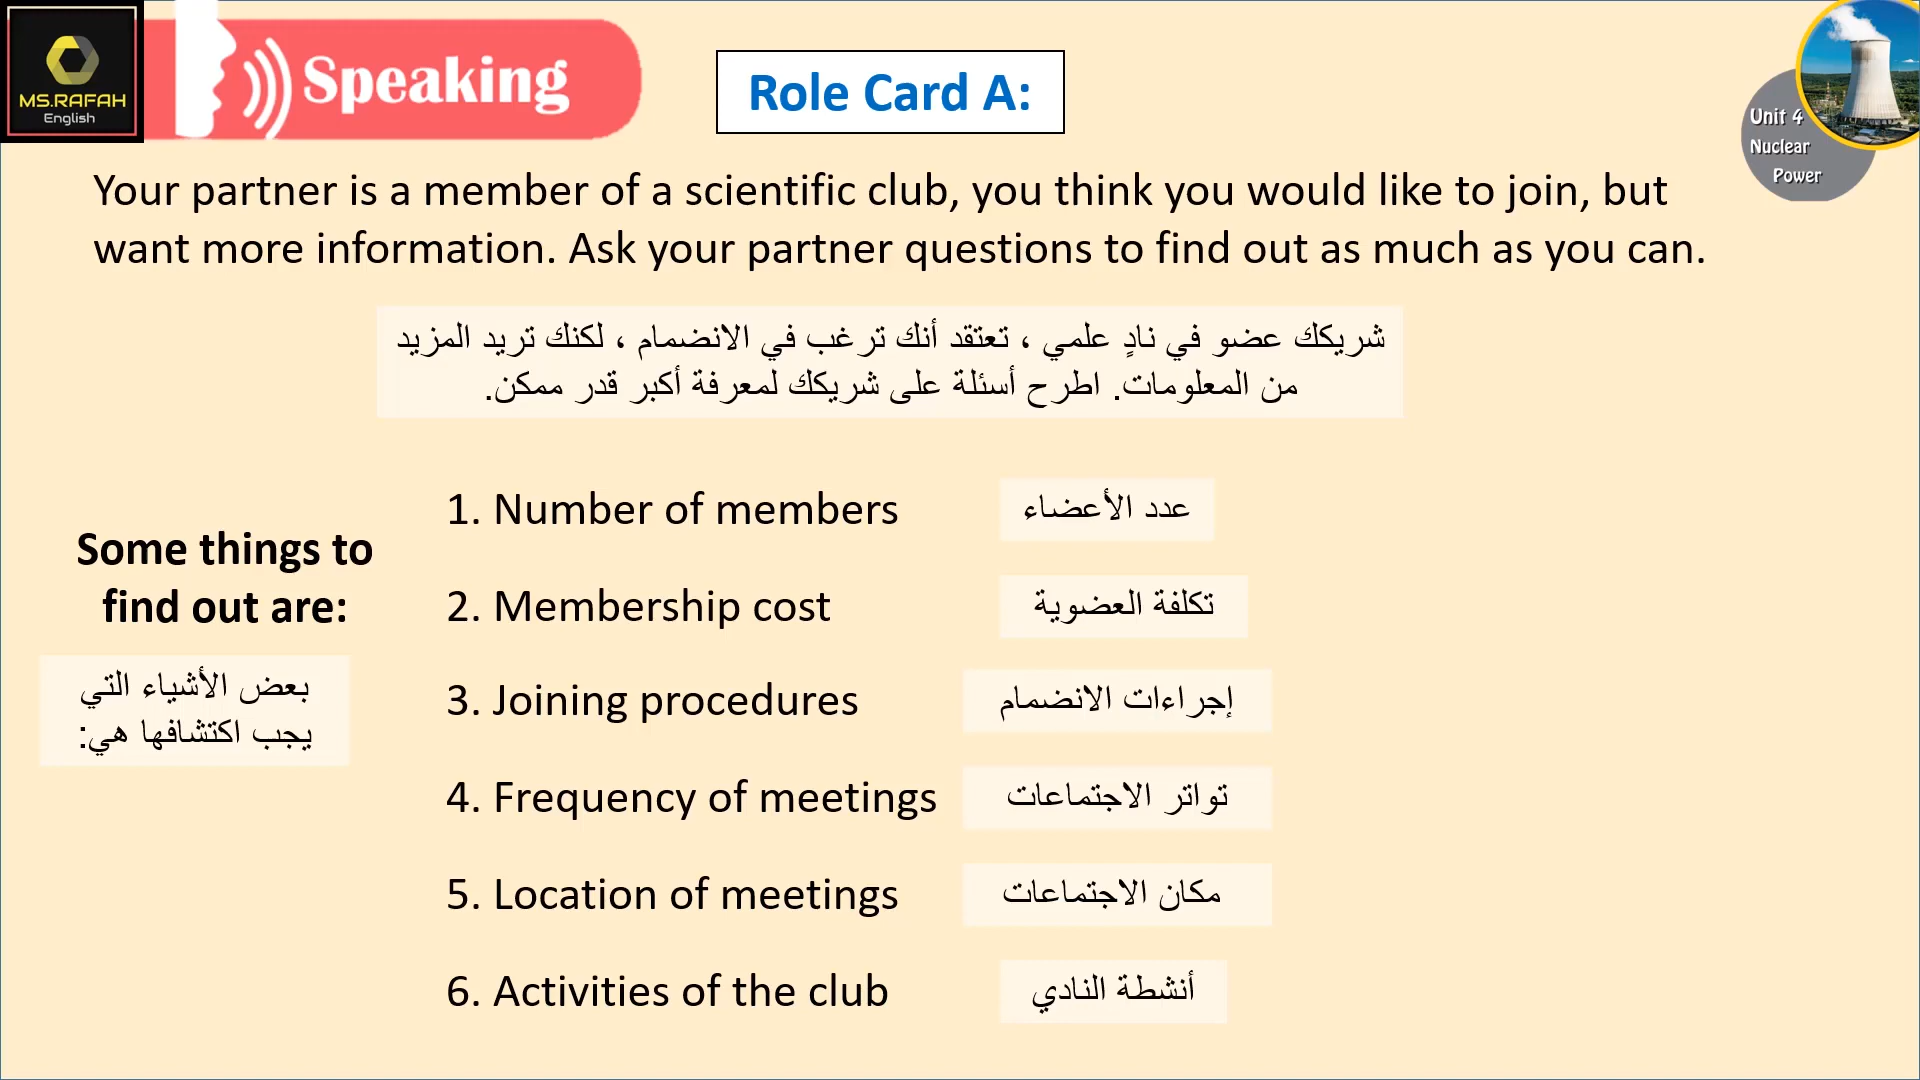 MS.RAFAH
English
Speaking
Role Card A:
Unit 4
Nuclear
Power
Your partner is a member of a scientific club, you think you would like to join, but
want more information. Ask your partner questions to find out as much as you can.
شريكك عضو في نادٍ علمي ، تعتقد أنك ترغب في الانضمام ، لكنك تريد المزيد
من المعلومات. اطرح أسئلة على شريكك لمعرفة أكبر قدر ممكن.
Some things to
find out are:
بعض الأشياء التي
يجب اكتشافها هي:
1. Number of members
عدد الأعضاء
2. Membership cost
تكلفة العضوية
3. Joining procedures
إجراءات الانضمام
4. Frequency of meetings
تواتر الاجتماعات
5. Location of meetings
مكان الاجتماعات
6. Activities of the club
أنشطة النادي